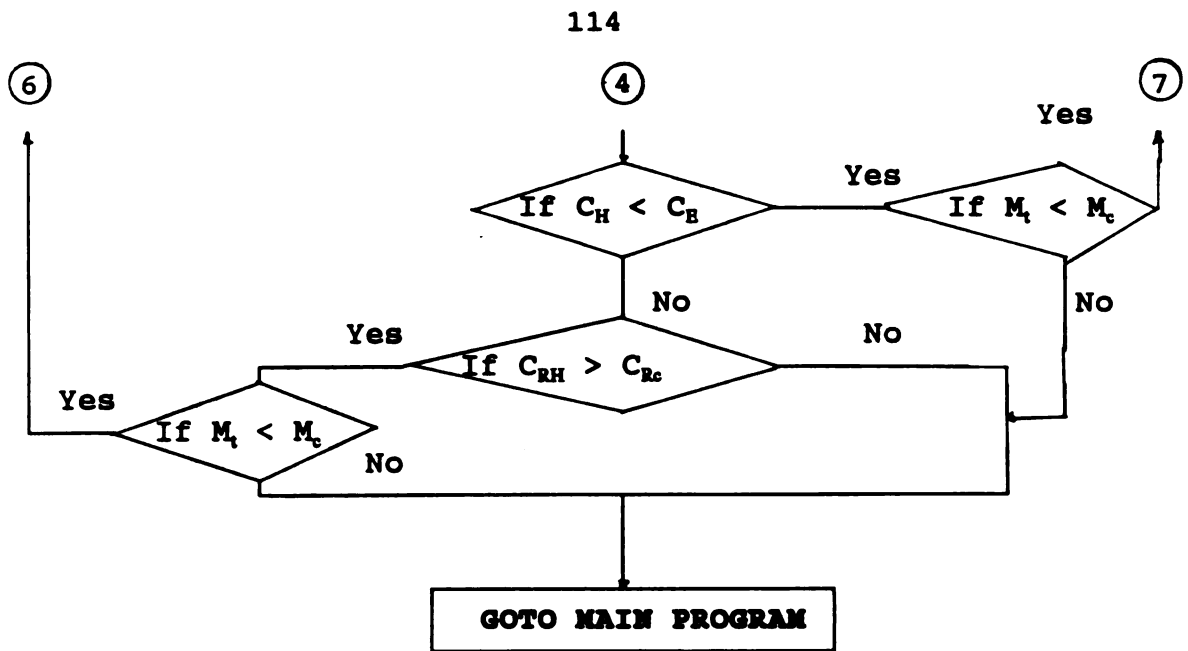 114
6
4
7
Yes
Yes
If C_H < C_E
If M_t < M_c
No
No
Yes
No
If C_RH > C_Rc
Yes
If M_t < M_c
No
GOTO MAIN PROGRAM